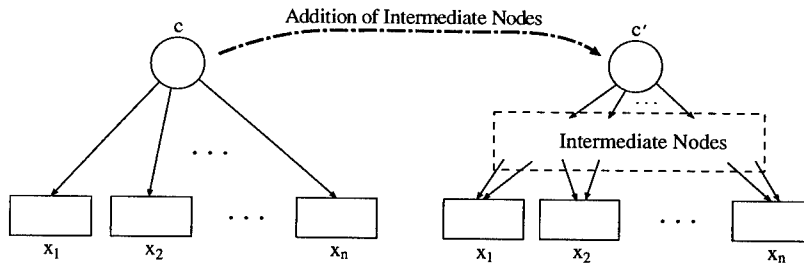 Addition of Intermediate Nodes
c
c′
. . .
Intermediate Nodes
. . .
. . .
. . .
x1 x2 xn
x1 x2 xn